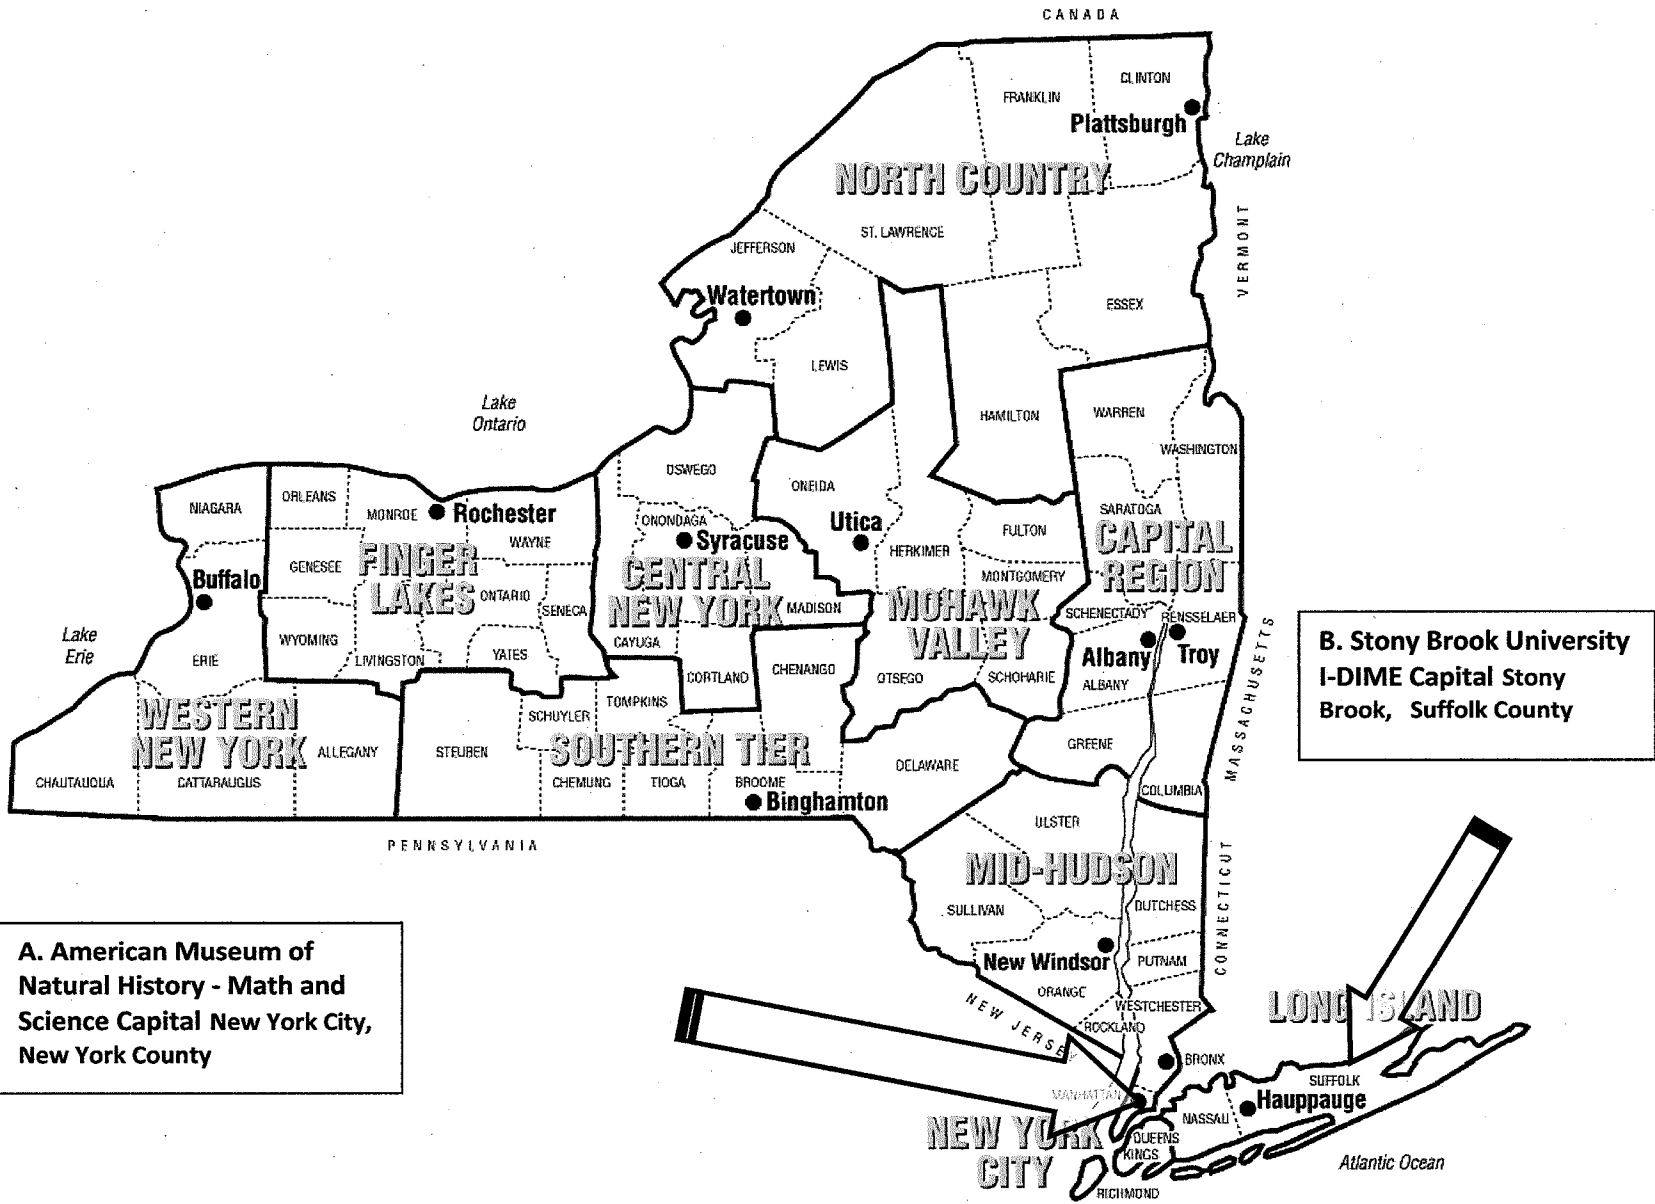 CANADA
CLINTON
FRANKLIN
Plattsburgh
Lake
Champlain
NORTH COUNTRY
VERMONT
ST. LAWRENCE
JEFFERSON
Watertown
ESSEX
LEWIS
Lake
Ontario
HAMILTON
WARREN
WASHINGTON
OSWEGO
ONEIDA
NIAGARA
ORLEANS
MONROE
Rochester
ONONDAGA
Utica
SARATOGA
FULTON
Syracuse
WAYNE
CAPITAL
REGION
HERKIMER
GENESEE
FINGER
LAKES
Buffalo
CENTRAL
NEW YORK
MONTGOMERY
ONTARIO
SENECA
MADISON
MOHAWK
VALLEY
SCHENECTADY
RENSSELAER
Lake
Erie
WYOMING
CAYUGA
MASSACHUSETTS
B. Stony Brook University
I-DIME Capital Stony
Brook, Suffolk County
ERIE
LIVINGSTON
YATES
CHENANGO
CORTLAND
OTSEGO
SCHOHARIE
Albany
Troy
ALBANY
TOMPKINS
SCHUYLER
WESTERN
NEW YORK
ALLEGANY
STEUBEN
SOUTHERN TIER
GREENE
DELAWARE
CHAUTAUQUA
CATTARAUGUS
CHEMUNG
TIOGA
BROOME
COLUMBIA
Binghamton
ULSTER
PENNSYLVANIA
MID-HUDSON
CONNECTICUT
SULLIVAN
DUTCHESS
A. American Museum of
Natural History - Math and
Science Capital New York City,
New York County
New Windsor
PUTNAM
ORANGE
WESTCHESTER
LONG ISLAND
NEW JERSE
ROCKLAND
BRONX
SUFFOLK
MANHATTAN
Hauppauge
NASSAU
NEW YORK
CITY
QUEENS
KINGS
Atlantic Ocean
RICHMOND